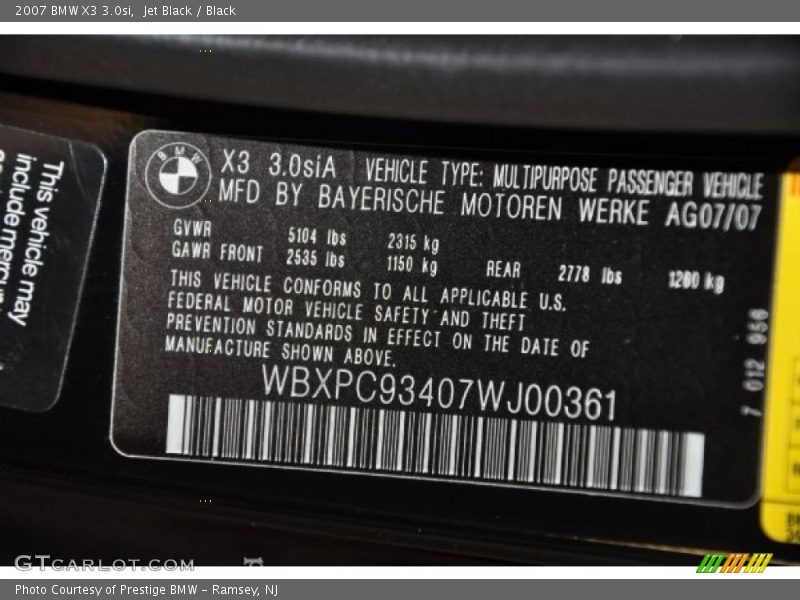 2007 BMW X3 3.0si, Jet Black / Black
This vehicle may
include mercu
BMW
X3 3.0siA VEHICLE TYPE: MULTIPURPOSE PASSENGER VEHICLE
MFD BY BAYERISCHE MOTOREN WERKE AG07/07
GVWR 5104 lbs 2315 kg
GAWR FRONT 2535 lbs 1150 kg REAR 2778 lbs 1260 kg
THIS VEHICLE CONFORMS TO ALL APPLICABLE U.S.
FEDERAL MOTOR VEHICLE SAFETY AND THEFT
PREVENTION STANDARDS IN EFFECT ON THE DATE OF
MANUFACTURE SHOWN ABOVE.
WBXPC93407WJ00361
7 012 956
GTCARLOT.COM
Photo Courtesy of Prestige BMW - Ramsey, NJ